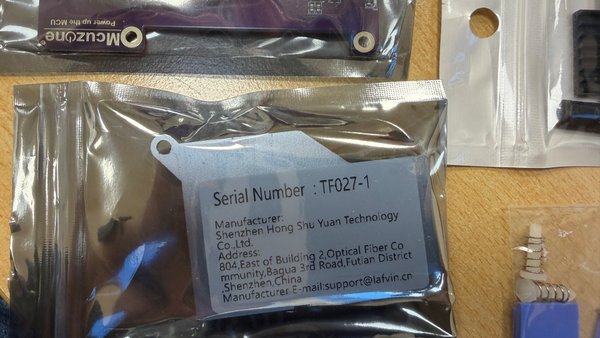 Mcuzone®
Power up the MCU
Serial Number : TF027-1
Manufacturer:
Shenzhen Hong Shu Yuan Technology
Co.,Ltd.
Address:
804,East of Building 2,Optical Fiber Co
mmunity,Bagua 3rd Road,Futian District
,Shenzhen,China
Manufacturer E-mail:support@lafvin.cn